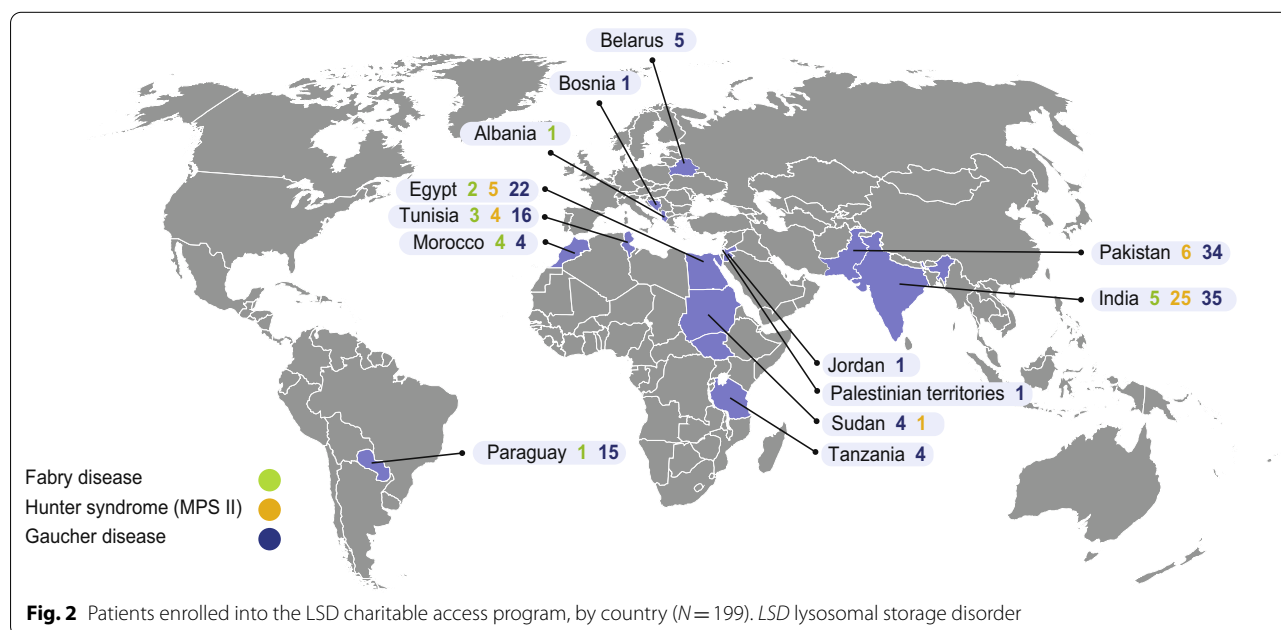 Belarus 5
Bosnia 1
Albania 1
Egypt 2 5 22
Tunisia 3 4 16
Morocco 4 4
Pakistan 6 34
India 5 25 35
Jordan 1
Palestinian territories 1
Sudan 4 1
Tanzania 4
Paraguay 1 15
Fabry disease
Hunter syndrome (MPS II)
Gaucher disease
Fig. 2 Patients enrolled into the LSD charitable access program, by country (N = 199). LSD lysosomal storage disorder